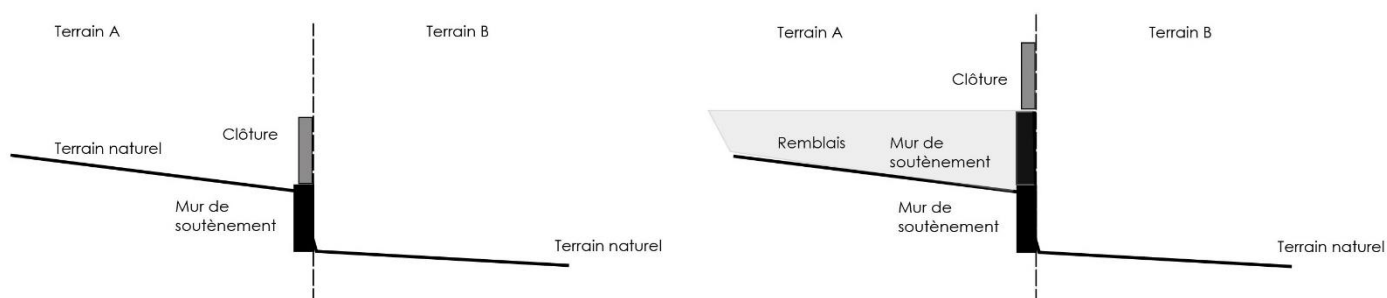 Terrain A
Terrain B
Clôture
Terrain naturel
Mur de
soutènement
Terrain naturel
Terrain A
Terrain B
Clôture
Remblais
Mur de
soutènement
Mur de
soutènement
Terrain naturel